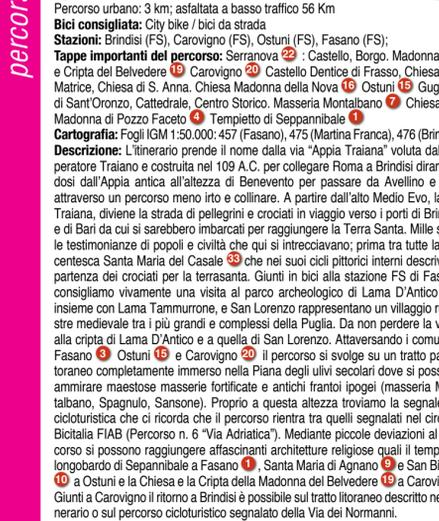 percors
Percorso urbano: 3 km; asfaltata a basso traffico 56 Km
Bici consigliata: City bike / bici da strada
Stazioni: Brindisi (FS), Carovigno (FS), Ostuni (FS), Fasano (FS);
Tappe importanti del percorso: Serranova 22 : Castello, Borgo. Madonna
e Cripta del Belvedere 19 Carovigno 20 Castello Dentice di Frasso, Chiesa
Matrice, Chiesa di S. Anna. Chiesa Madonna della Nova 16 Ostuni 15 Gug
di Sant'Oronzo, Cattedrale, Centro Storico. Masseria Montalbano 7 Chiesa
Madonna di Pozzo Faceto 4 Tempietto di Seppannibale 1
Cartografia: Fogli IGM 1:50.000: 457 (Fasano), 475 (Martina Franca), 476 (Brin
Descrizione: L'itinerario prende il nome dalla via "Appia Traiana" voluta dal
peratore Traiano e costruita nel 109 A.C. per collegare Roma a Brindisi diram
dosi dall'Appia antica all'altezza di Benevento per passare da Avellino e
attraverso un percorso meno irto e collinare. A partire dall'alto Medio Evo, la
Traiana, diviene la strada di pellegrini e crociati in viaggio verso i porti di Brin
e di Bari da cui si sarebbero imbarcati per raggiungere la Terra Santa. Mille s
le testimonianze di popoli e civiltà che qui si intrecciavano; prima tra tutte la
centesca Santa Maria del Casale 33 che nei suoi cicli pittorici interni descriv
partenza dei crociati per la terrasanta. Giunti in bici alla stazione FS di Fas
consigliamo vivamente una visita al parco archeologico di Lama D'Antico
insieme con Lama Tammurrone, e San Lorenzo rappresentano un villaggio r
stre medievale tra i più grandi e complessi della Puglia. Da non perdere la v
alla cripta di Lama D'Antico e a quella di San Lorenzo. Attaversando i comu
Fasano 3 Ostuni 15 e Carovigno 20 il percorso si svolge su un tratto pa
toraneo completamente immerso nella Piana degli ulivi secolari dove si poss
ammirare maestose masserie fortificate e antichi frantoi ipogei (masseria M
talbano, Spagnulo, Sansone). Proprio a questa altezza troviamo la segnale
cicloturistica che ci ricorda che il percorso rientra tra quelli segnalati nel circ
Bicitalia FIAB (Percorso n. 6 "Via Adriatica"). Mediante piccole deviazioni al
corso si possono raggiungere affascinanti architetture religiose quali il temp
longobardo di Sepannibale a Fasano 1 , Santa Maria di Agnano 9 e San Bi
10 a Ostuni e la Chiesa e la Cripta della Madonna del Belvedere 19 a Carovi
Giunti a Carovigno il ritorno a Brindisi è possibile sul tratto litoraneo descritto ne
nerario o sul percorso cicloturistico segnalato della Via dei Normanni.